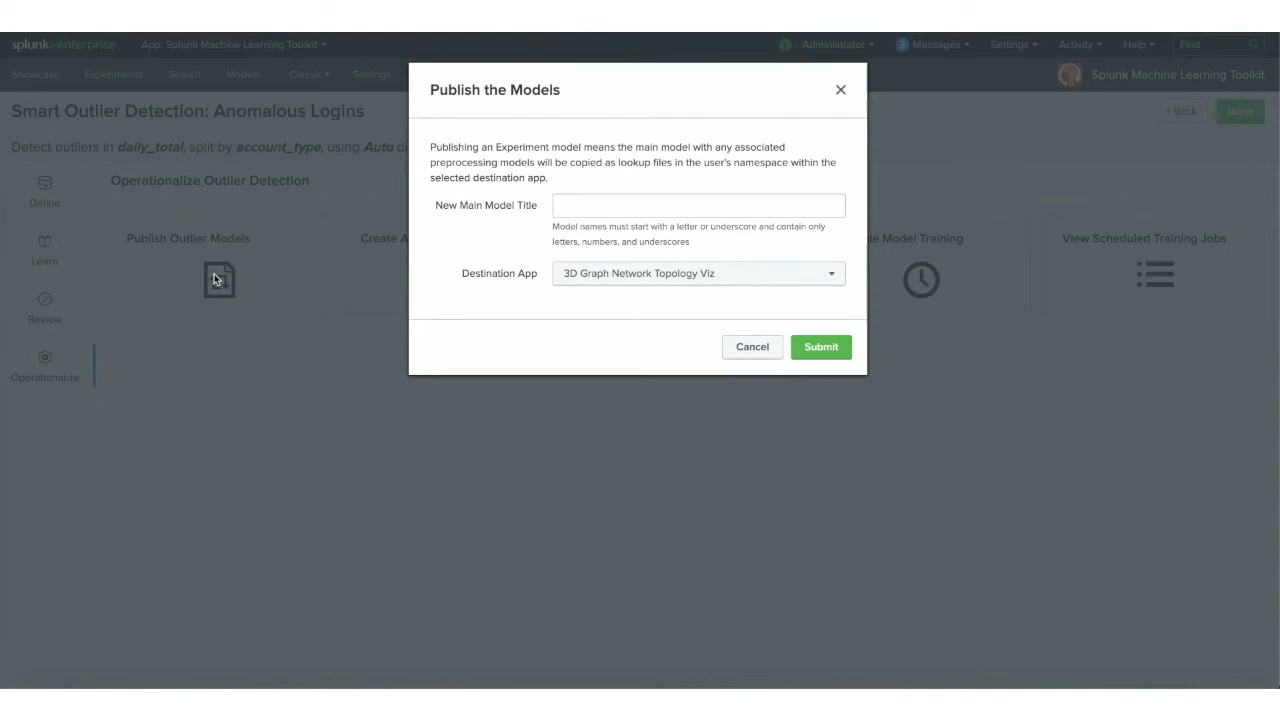 splunk>enterprise App: Splunk Machine Learning Toolkit Administrator 3 Messages Settings Activity Help Find
Showcase Experiments Search Models Classic Settings Splunk Machine Learning Toolkit
Smart Outlier Detection: Anomalous Logins < Back Done
Detect outliers in daily_total, split by account_type, using Auto di
Operationalize Outlier Detection
Define
Learn
Review
Operationalize
Publish Outlier Models Create A le Model Training View Scheduled Training Jobs
Publish the Models
Publishing an Experiment model means the main model with any associated
preprocessing models will be copied as lookup files in the user's namespace within the
selected destination app.
New Main Model Title
Model names must start with a letter or underscore and contain only
letters, numbers, and underscores
Destination App 3D Graph Network Topology Viz
Cancel Submit